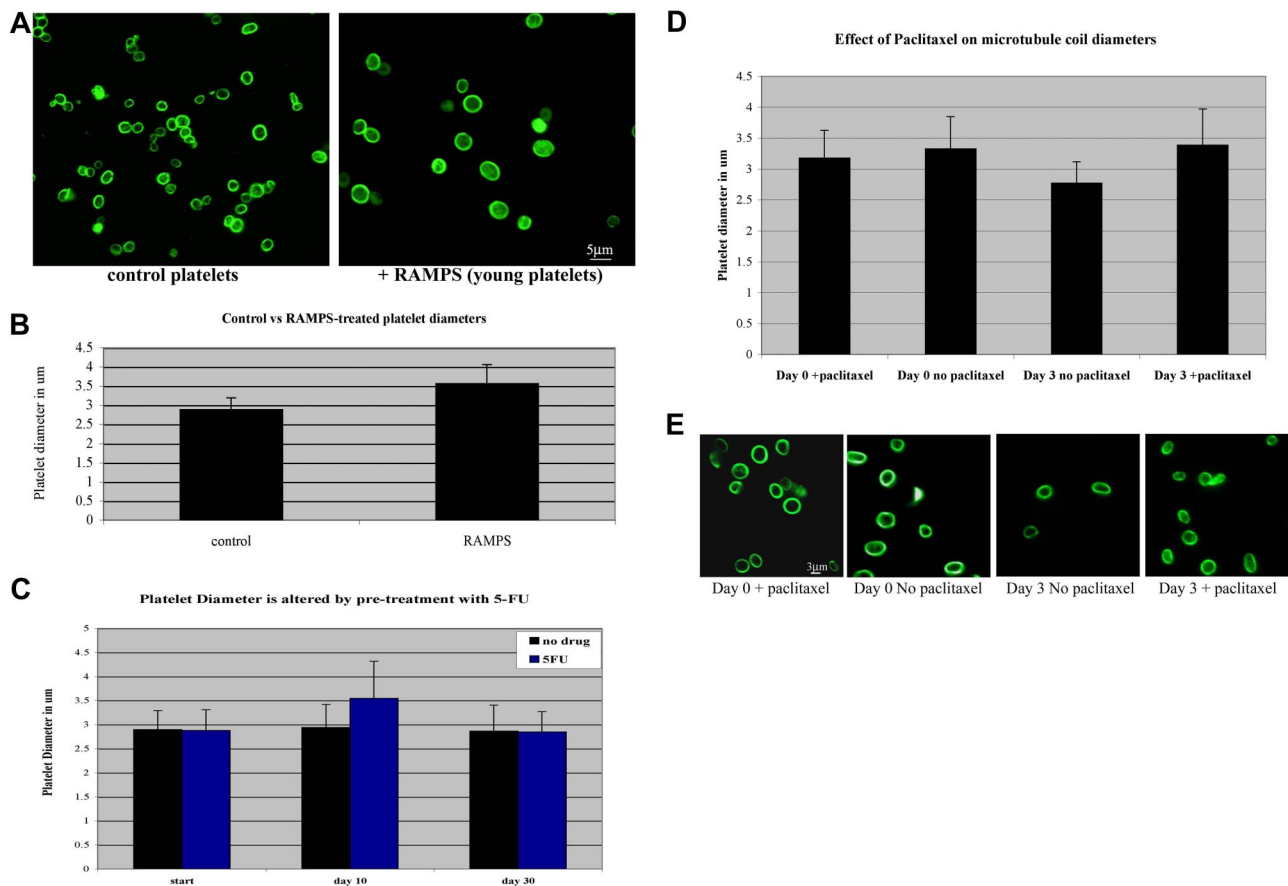 A
control platelets
+ RAMPS (young platelets)
5μm
B
Control vs RAMPS-treated platelet diameters
Platelet diameter in um
4.5
4
3.5
3
2.5
2
1.5
1
0.5
0
control
RAMPS
C
Platelet Diameter is altered by pre-treatment with 5-FU
Platelet Diameter in um
5
4.5
4
3.5
3
2.5
2
1.5
1
0.5
0
no drug
5FU
start
day 10
day 30
D
Effect of Paclitaxel on microtubule coil diameters
Platelet diameter in um
4.5
4
3.5
3
2.5
2
1.5
1
0.5
0
Day 0 +paclitaxel
Day 0 no paclitaxel
Day 3 no paclitaxel
Day 3 +paclitaxel
E
3μm
Day 0 + paclitaxel
Day 0 No paclitaxel
Day 3 No paclitaxel
Day 3 + paclitaxel